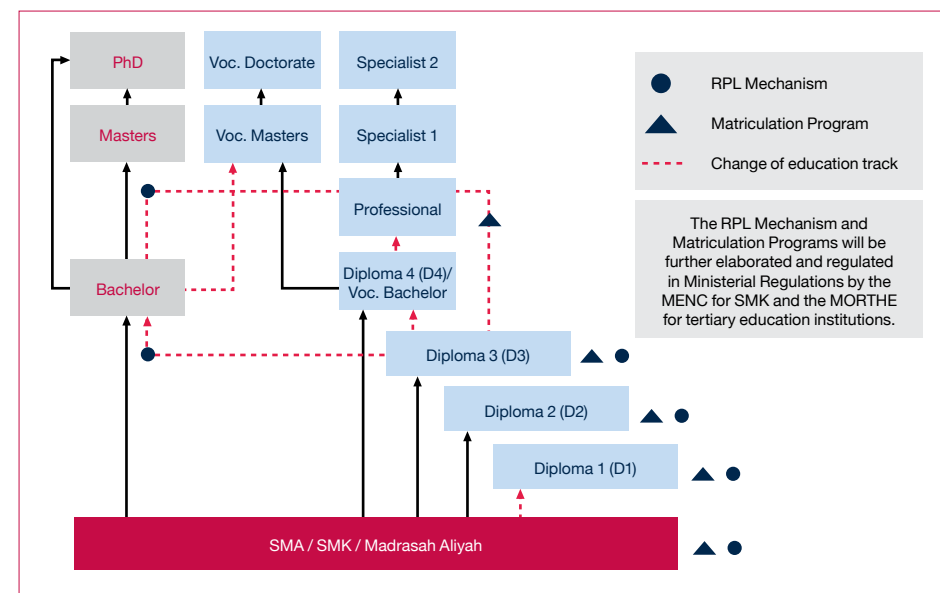 PhD
Voc. Doctorate
Specialist 2
Masters
Voc. Masters
Specialist 1
Professional
Bachelor
Diploma 4 (D4)/
Voc. Bachelor
Diploma 3 (D3)
Diploma 2 (D2)
Diploma 1 (D1)
SMA / SMK / Madrasah Aliyah
RPL Mechanism
Matriculation Program
Change of education track
The RPL Mechanism and
Matriculation Programs will be
further elaborated and regulated
in Ministerial Regulations by the
MENC for SMK and the MORTHE
for tertiary education institutions.